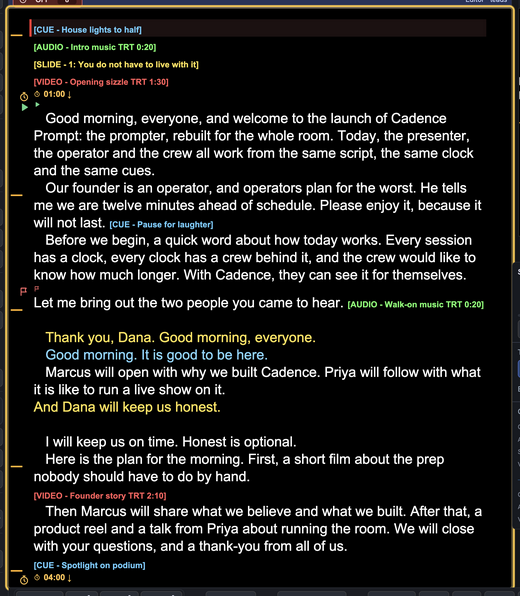 [CUE - House lights to half]
[AUDIO - Intro music TRT 0:20]
[SLIDE - 1: You do not have to live with it]
[VIDEO - Opening sizzle TRT 1:30]
01:00 ↓
Good morning, everyone, and welcome to the launch of Cadence
Prompt: the prompter, rebuilt for the whole room. Today, the presenter,
the operator and the crew all work from the same script, the same clock
and the same cues.
Our founder is an operator, and operators plan for the worst. He tells
me we are twelve minutes ahead of schedule. Please enjoy it, because it
will not last. [CUE - Pause for laughter]
Before we begin, a quick word about how today works. Every session
has a clock, every clock has a crew behind it, and the crew would like to
know how much longer. With Cadence, they can see it for themselves.
Let me bring out the two people you came to hear. [AUDIO - Walk-on music TRT 0:20]
Thank you, Dana. Good morning, everyone.
Good morning. It is good to be here.
Marcus will open with why we built Cadence. Priya will follow with what
it is like to run a live show on it.
And Dana will keep us honest.
I will keep us on time. Honest is optional.
Here is the plan for the morning. First, a short film about the prep
nobody should have to do by hand.
[VIDEO - Founder story TRT 2:10]
Then Marcus will share what we believe and what we built. After that, a
product reel and a talk from Priya about running the room. We will close
with your questions, and a thank-you from all of us.
[CUE - Spotlight on podium]
04:00 ↓